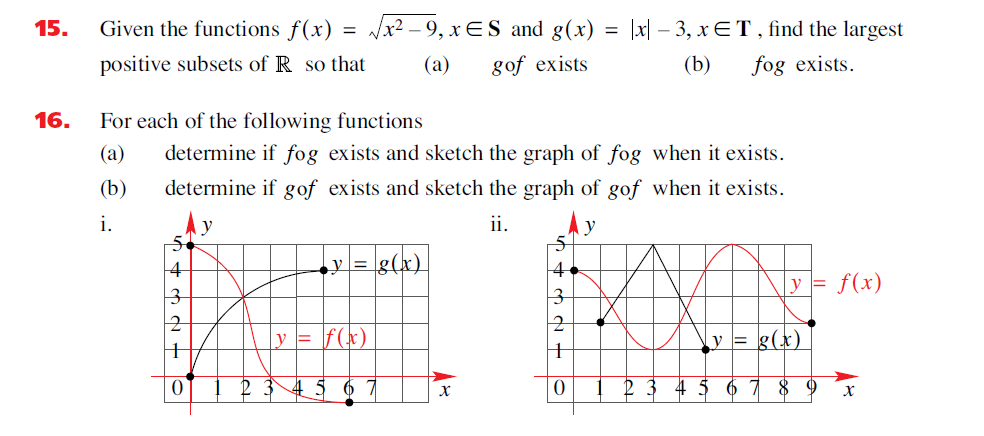 15. Given the functions f(x) = √x² – 9, x ∈ S and g(x) = |x| – 3, x ∈ T , find the largest
positive subsets of ℝ so that (a) gof exists (b) fog exists.
16. For each of the following functions
(a) determine if fog exists and sketch the graph of fog when it exists.
(b) determine if gof exists and sketch the graph of gof when it exists.
i. ii.
y
5
4
3
2
1
y = g(x)
y = f(x)
0 1 2 3 4 5 6 7 x
y
5
4
3
2
1
y = f(x)
y = g(x)
0 1 2 3 4 5 6 7 8 9 x